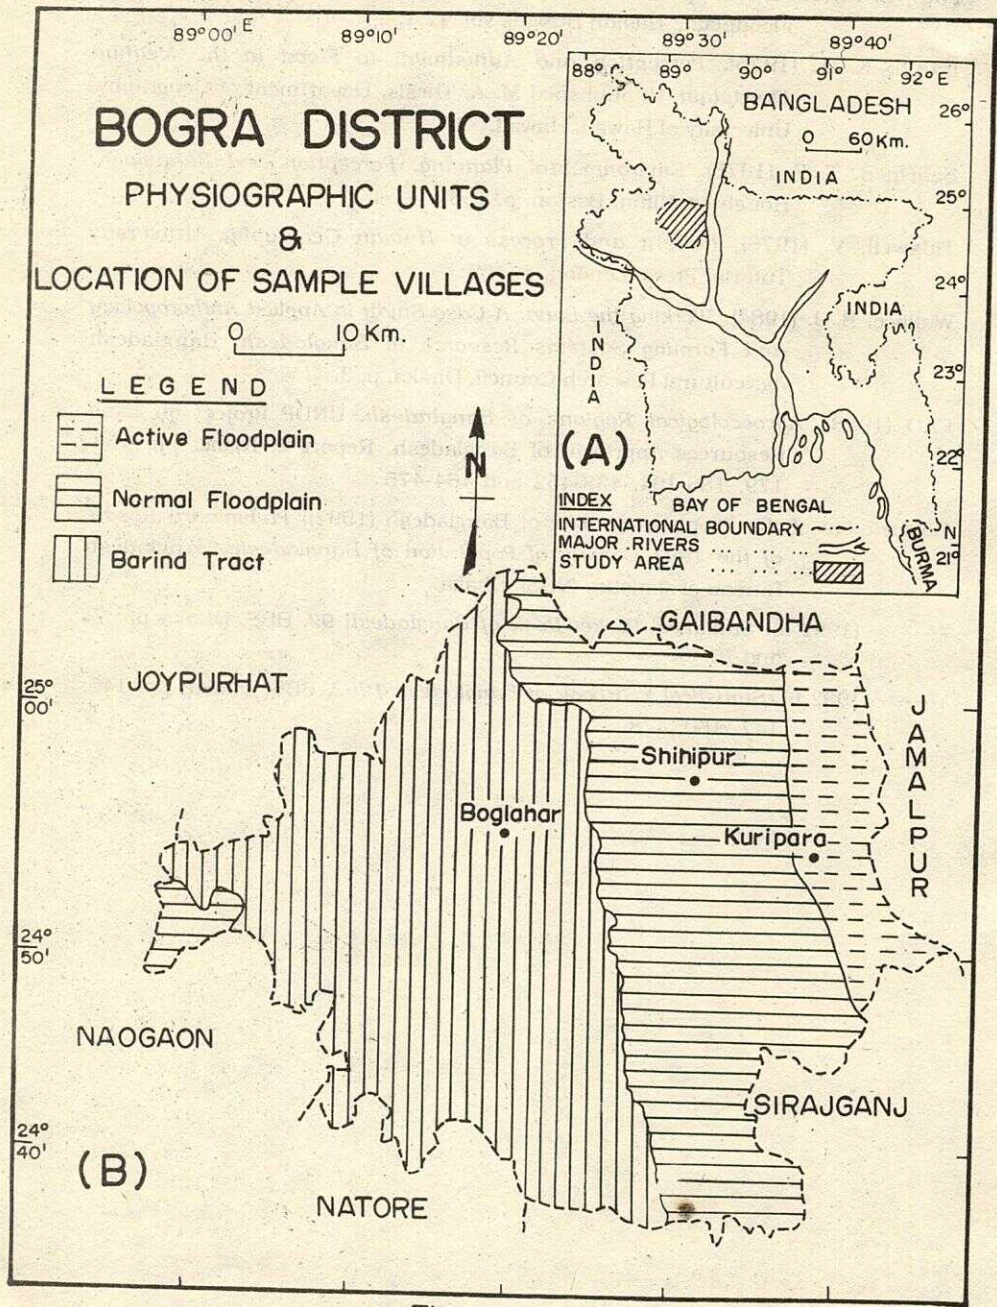 89°00' E
89°10'
89°20'
89°30'
89°40'
BOGRA DISTRICT
PHYSIOGRAPHIC UNITS
&
LOCATION OF SAMPLE VILLAGES
0 10 Km.
LEGEND
Active Floodplain
Normal Floodplain
Barind Tract
N
88°
89°
90°
91°
92° E
BANGLADESH
0 60 Km.
26°
INDIA
25°
24°
INDIA
INDIA
23°
(A)
22°
INDEX
BAY OF BENGAL
INTERNATIONAL BOUNDARY
MAJOR RIVERS
STUDY AREA
N
21°
BURMA
GAIBANDHA
JOYPURHAT
25°
00'
JAMALPUR
Shihipur
Boglahar
Kuripara
24°
50'
NAOGAON
SIRAJGANJ
24°
40'
(B)
NATORE